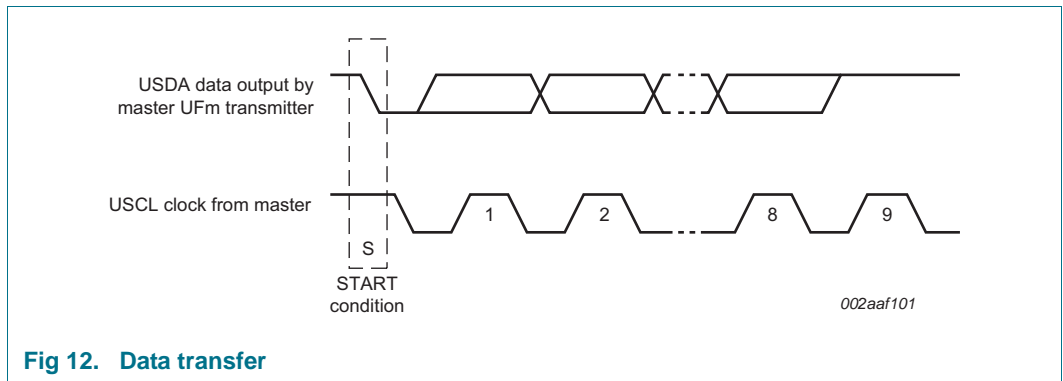 USDA data output by
master UFm transmitter
USCL clock from master
1
2
8
9
S
START
condition
002aaf101
Fig 12. Data transfer